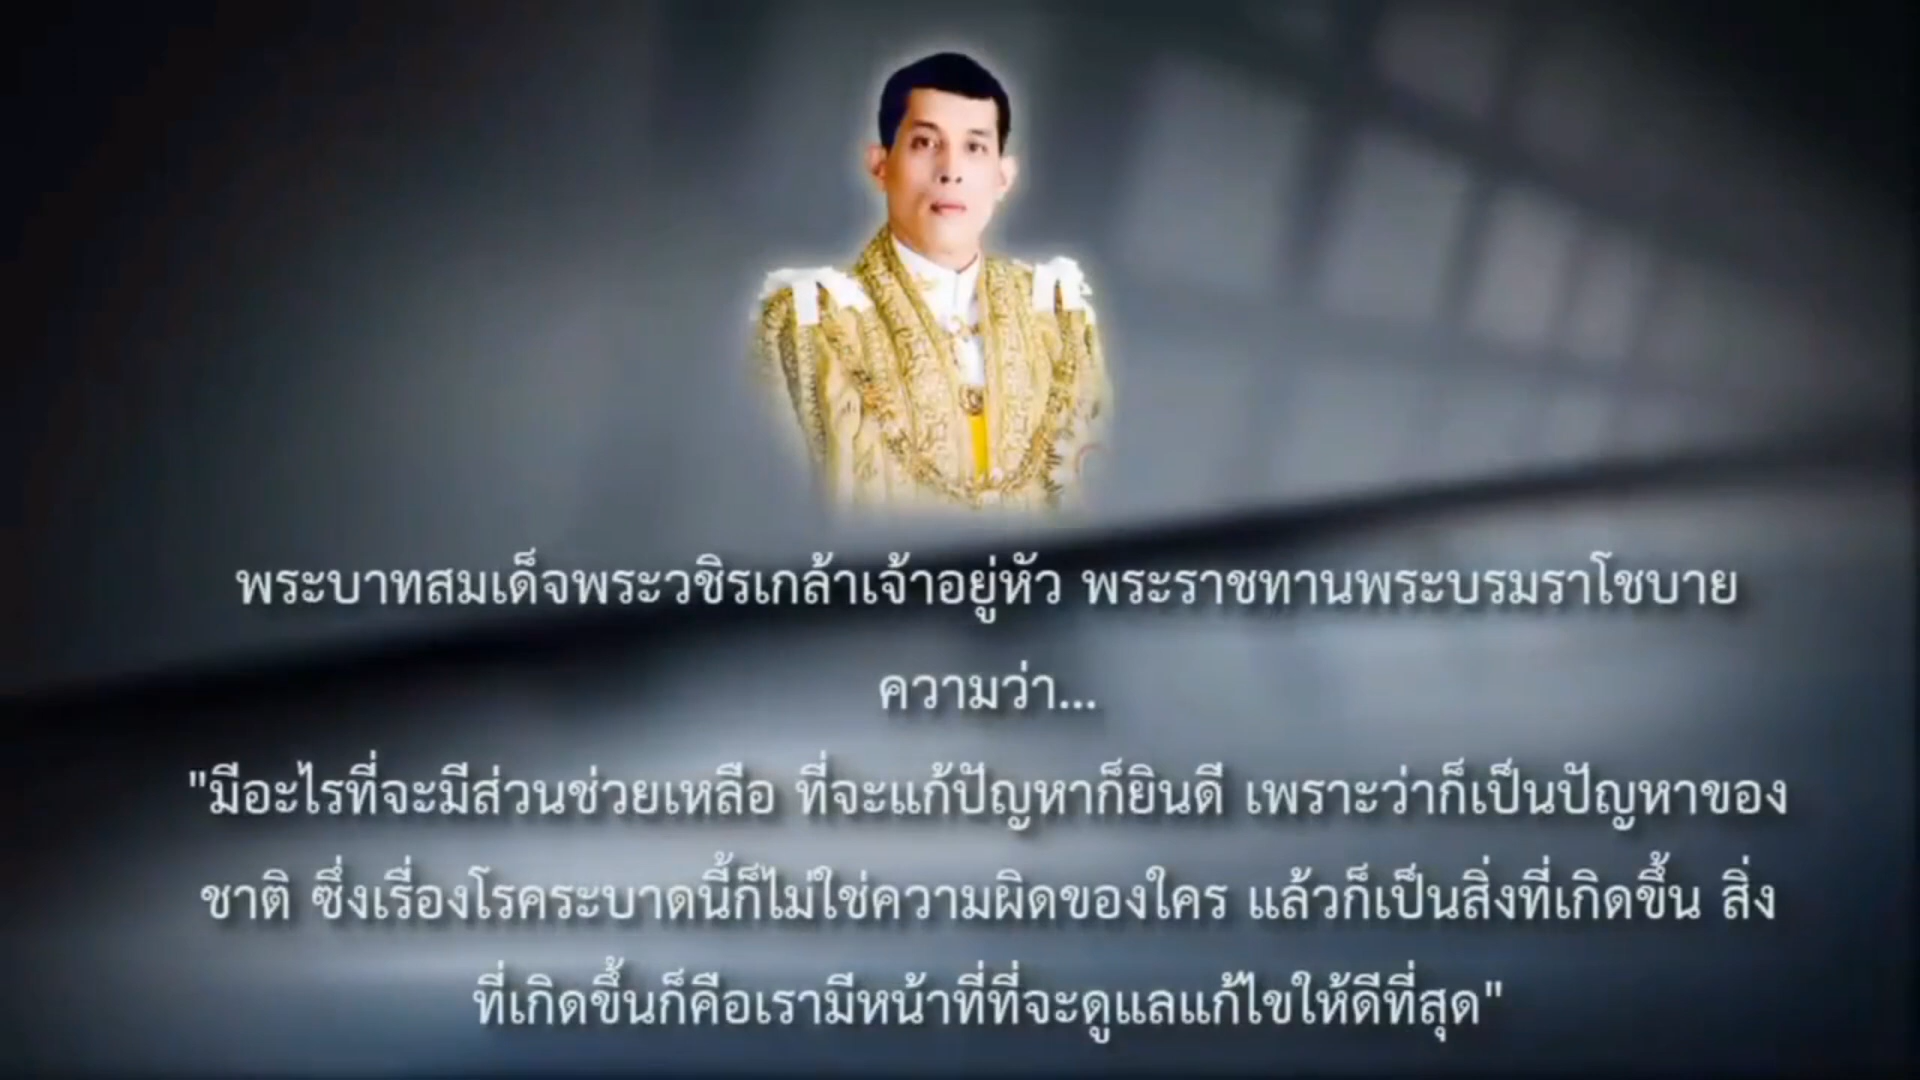 พระบาทสมเด็จพระวชิรเกล้าเจ้าอยู่หัว พระราชทานพระบรมราโชบาย
ความว่า...
"มีอะไรที่จะมีส่วนช่วยเหลือ ที่จะแก้ปัญหาก็ยินดี เพราะว่าก็เป็นปัญหาของ
ชาติ ซึ่งเรื่องโรคระบาดนี้ก็ไม่ใช่ความผิดของใคร แล้วก็เป็นสิ่งที่เกิดขึ้น สิ่ง
ที่เกิดขึ้นก็คือเรามีหน้าที่ที่จะดูแลแก้ไขให้ดีที่สุด"